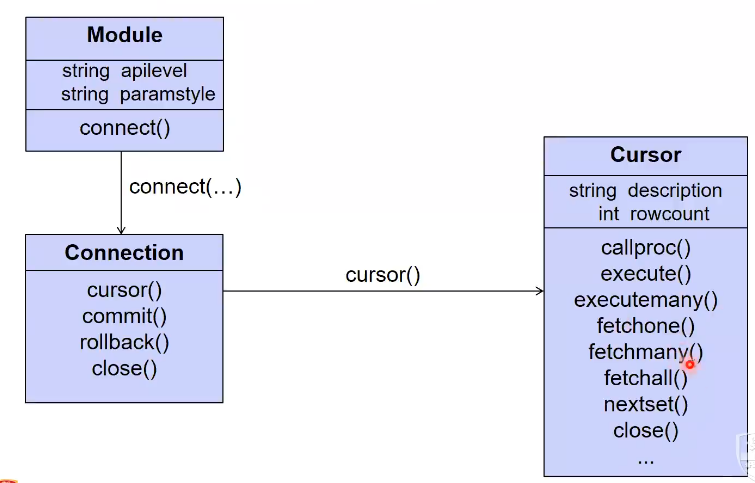 Module
string apilevel
string paramstyle
connect()
connect(…)
Connection
cursor()
commit()
rollback()
close()
cursor()
Cursor
string description
int rowcount
callproc()
execute()
executemany()
fetchone()
fetchmany()
fetchall()
nextset()
close()
...